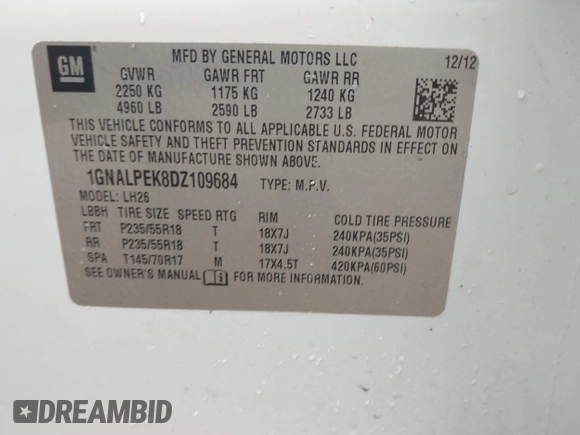 GM
MFD BY GENERAL MOTORS LLC 12/12
GVWR GAWR FRT GAWR RR
2250 KG 1175 KG 1240 KG
4960 LB 2590 LB 2733 LB
THIS VEHICLE CONFORMS TO ALL APPLICABLE U.S. FEDERAL MOTOR
VEHICLE SAFETY AND THEFT PREVENTION STANDARDS IN EFFECT ON
THE DATE OF MANUFACTURE SHOWN ABOVE.
1GNALPEK8DZ109684 TYPE: M.P.V.
MODEL: LH26
LBBH TIRE SIZE SPEED RTG RIM COLD TIRE PRESSURE
FRT P235/55R18 T 18X7J 240KPA(35PSI)
RR P235/55R18 T 18X7J 240KPA(35PSI)
SPA T145/70R17 M 17X4.5T 420KPA(60PSI)
SEE OWNER'S MANUAL FOR MORE INFORMATION.
DREAMBID